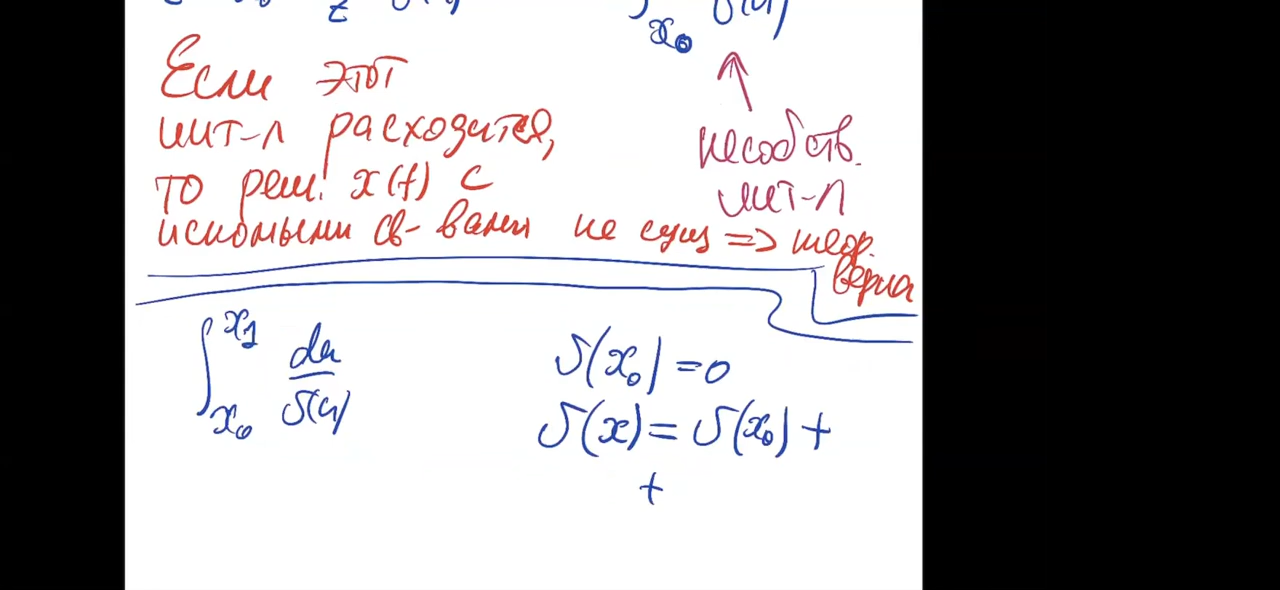 x₀ v(u)
Если этот
инт-л расходится,
то реш. x(t) с
искомыми св-вами не сущ => теор.
верна
несобств.
инт-л
∫_{x₀}^{x₁} du / v(u)
v(x₀) = 0
v(x) = v(x₀) +
+